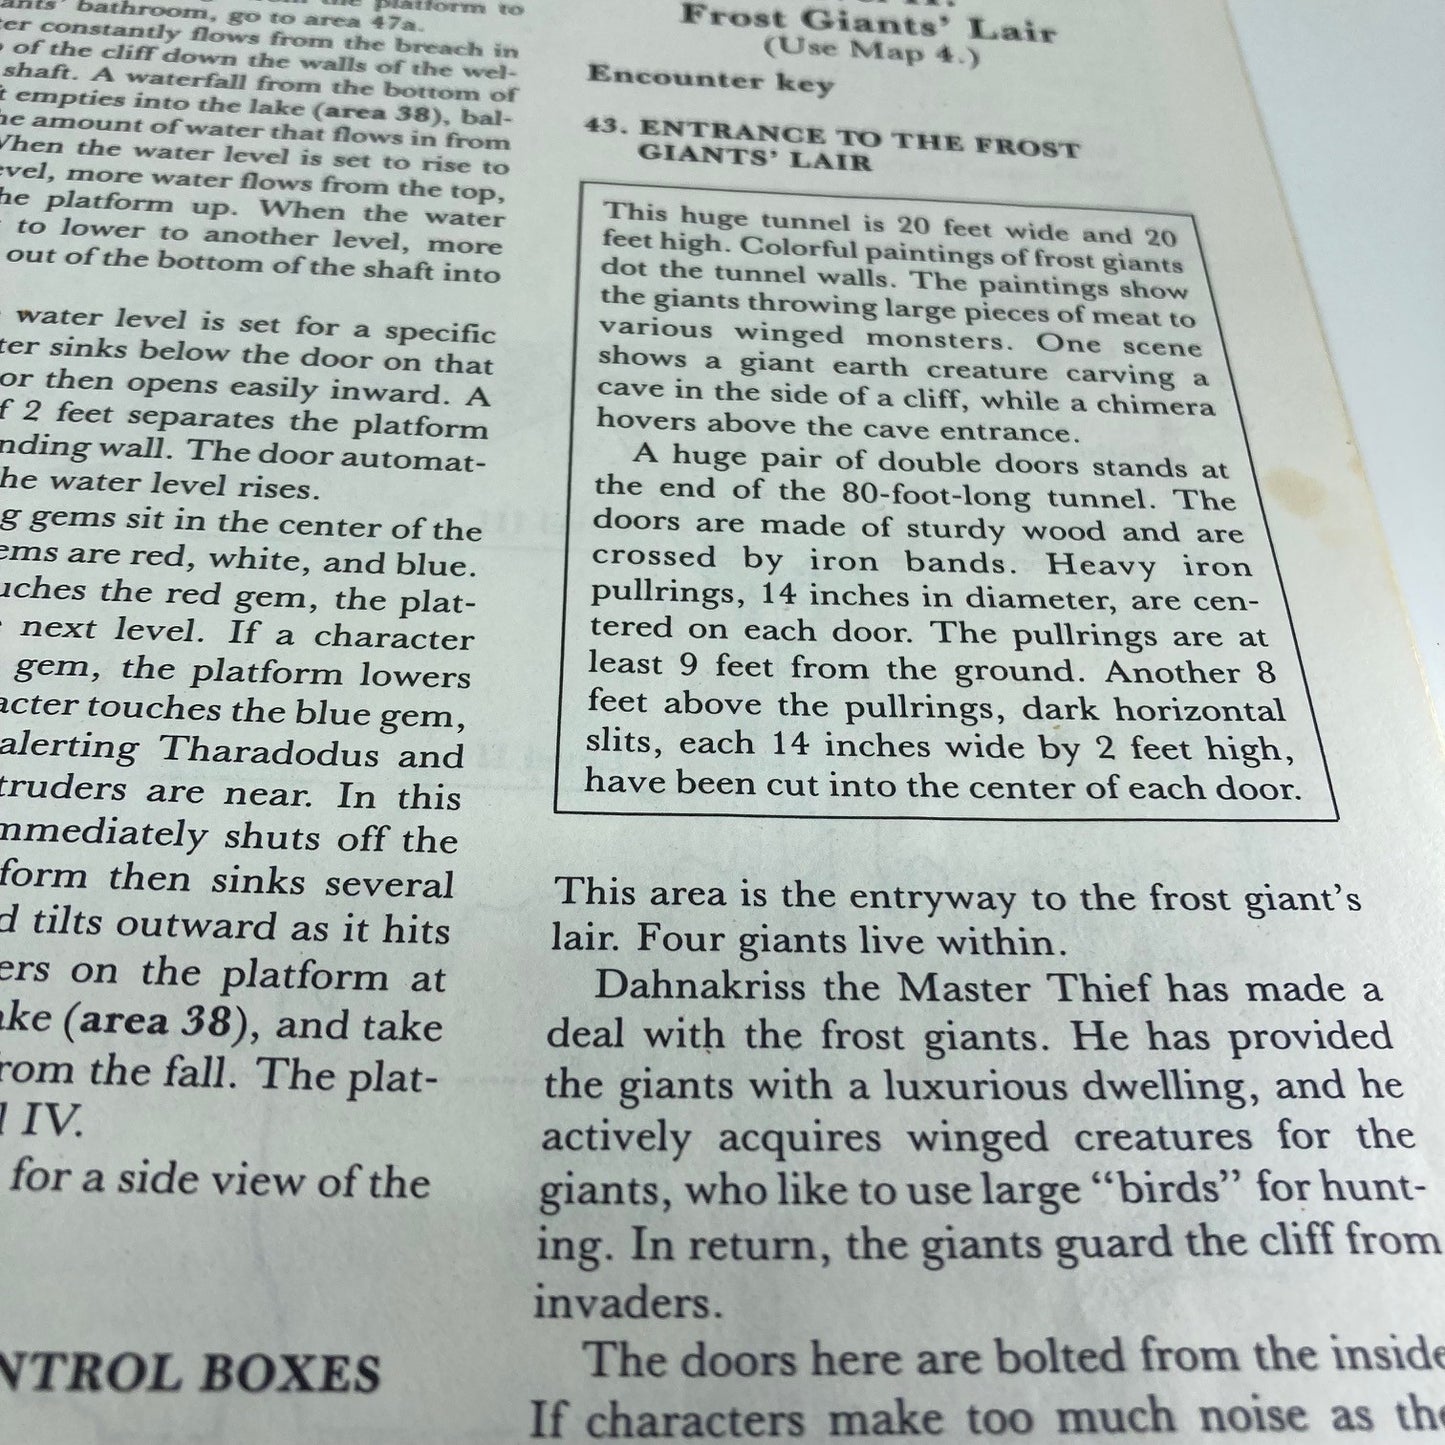 bathroom, go to area 47a.
constantly flows from the breach in
of the cliff down the walls of the wel-
shaft. A waterfall from the bottom of
empties into the lake (area 38), bal-
amount of water that flows in from
When the water level is set to rise to
more water flows from the top,
platform up. When the water
to lower to another level, more
out of the bottom of the shaft into
water level is set for a specific
sinks below the door on that
then opens easily inward. A
2 feet separates the platform
wall. The door automat-
he water level rises.
gems sit in the center of the
are red, white, and blue.
the red gem, the plat-
next level. If a character
gem, the platform lowers
touches the blue gem,
alerting Tharadodus and
are near. In this
shuts off the
then sinks several
tilts outward as it hits
on the platform at
(area 38), and take
from the fall. The plat-
IV.
for a side view of the
NTROL BOXES
Frost Giants' Lair
(Use Map 4.)
Encounter key
43. ENTRANCE TO THE FROST
GIANTS' LAIR
This huge tunnel is 20 feet wide and 20
feet high. Colorful paintings of frost giants
dot the tunnel walls. The paintings show
the giants throwing large pieces of meat to
various winged monsters. One scene
shows a giant earth creature carving a
cave in the side of a cliff, while a chimera
hovers above the cave entrance.
A huge pair of double doors stands at
the end of the 80-foot-long tunnel. The
doors are made of sturdy wood and are
crossed by iron bands. Heavy iron
pullrings, 14 inches in diameter, are cen-
tered on each door. The pullrings are at
least 9 feet from the ground. Another 8
feet above the pullrings, dark horizontal
slits, each 14 inches wide by 2 feet high,
have been cut into the center of each door.
This area is the entryway to the frost giant's
lair. Four giants live within.
Dahnakriss the Master Thief has made a
deal with the frost giants. He has provided
the giants with a luxurious dwelling, and he
actively acquires winged creatures for the
giants, who like to use large "birds" for hunt-
ing. In return, the giants guard the cliff from
invaders.
The doors here are bolted from the inside
If characters make too much noise as the